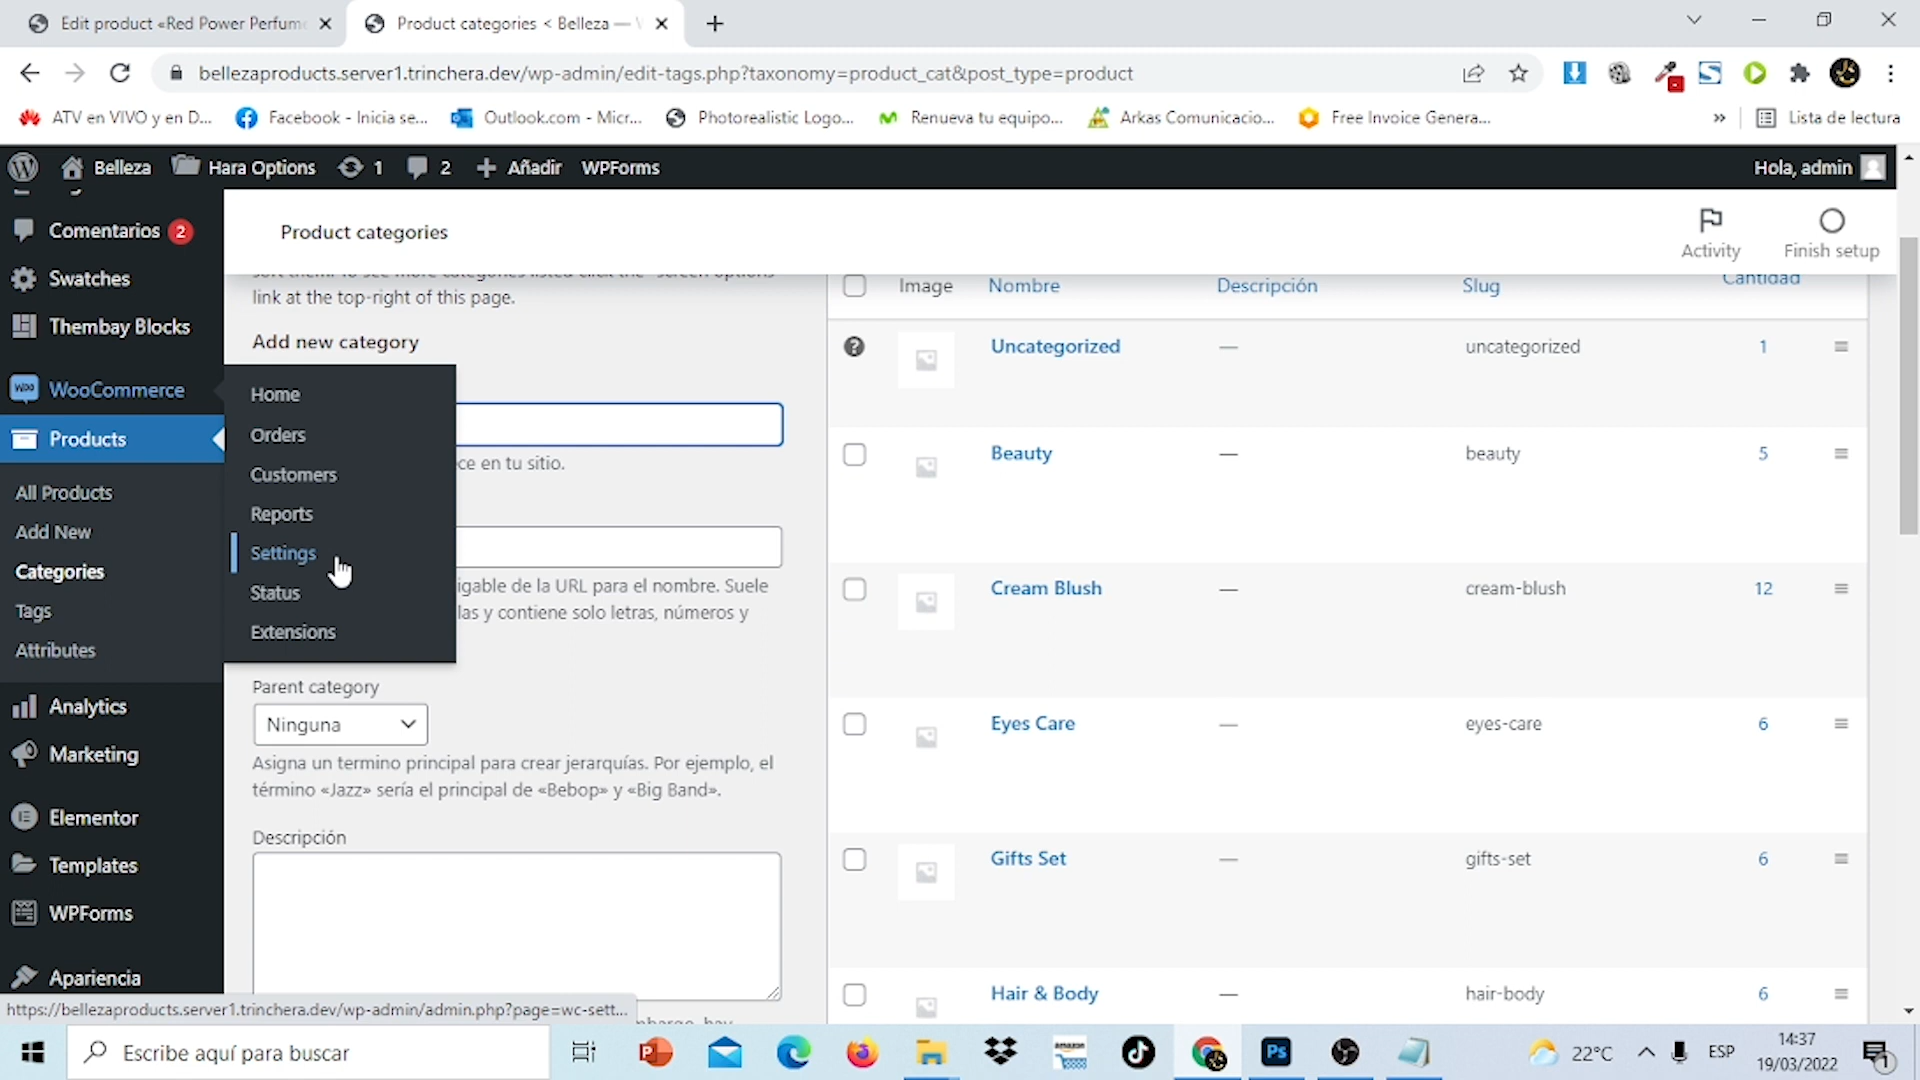 Edit product «Red Power Perfum
Product categories < Belleza —
bellezaproducts.server1.trinchera.dev/wp-admin/edit-tags.php?taxonomy=product_cat&post_type=product
ATV en VIVO y en D...
Facebook - Inicia se...
Outlook.com - Micr...
Photorealistic Logo...
Renueva tu equipo...
Arkas Comunicacio...
Free Invoice Genera...
»
Lista de lectura
Belleza
Hara Options
1
2
Añadir
WPForms
Hola, admin
Comentarios 2
Swatches
Thembay Blocks
WooCommerce
Products
All Products
Add New
Categories
Tags
Attributes
Analytics
Marketing
Elementor
Templates
WPForms
Apariencia
Home
Orders
Customers
Reports
Settings
Status
Extensions
Product categories
Activity
Finish setup
link at the top-right of this page.
Add new category
ce en tu sitio.
igable de la URL para el nombre. Suele
las y contiene solo letras, números y
Parent category
Ninguna
Asigna un termino principal para crear jerarquías. Por ejemplo, el
término «Jazz» sería el principal de «Bebop» y «Big Band».
Descripción
Image Nombre Descripción Slug Cantidad
Uncategorized — uncategorized 1
Beauty — beauty 5
Cream Blush — cream-blush 12
Eyes Care — eyes-care 6
Gifts Set — gifts-set 6
Hair & Body — hair-body 6
https://bellezaproducts.server1.trinchera.dev/wp-admin/admin.php?page=wc-sett...
Escribe aquí para buscar
amazon
Ps
22°C
ESP
14:37
19/03/2022
1